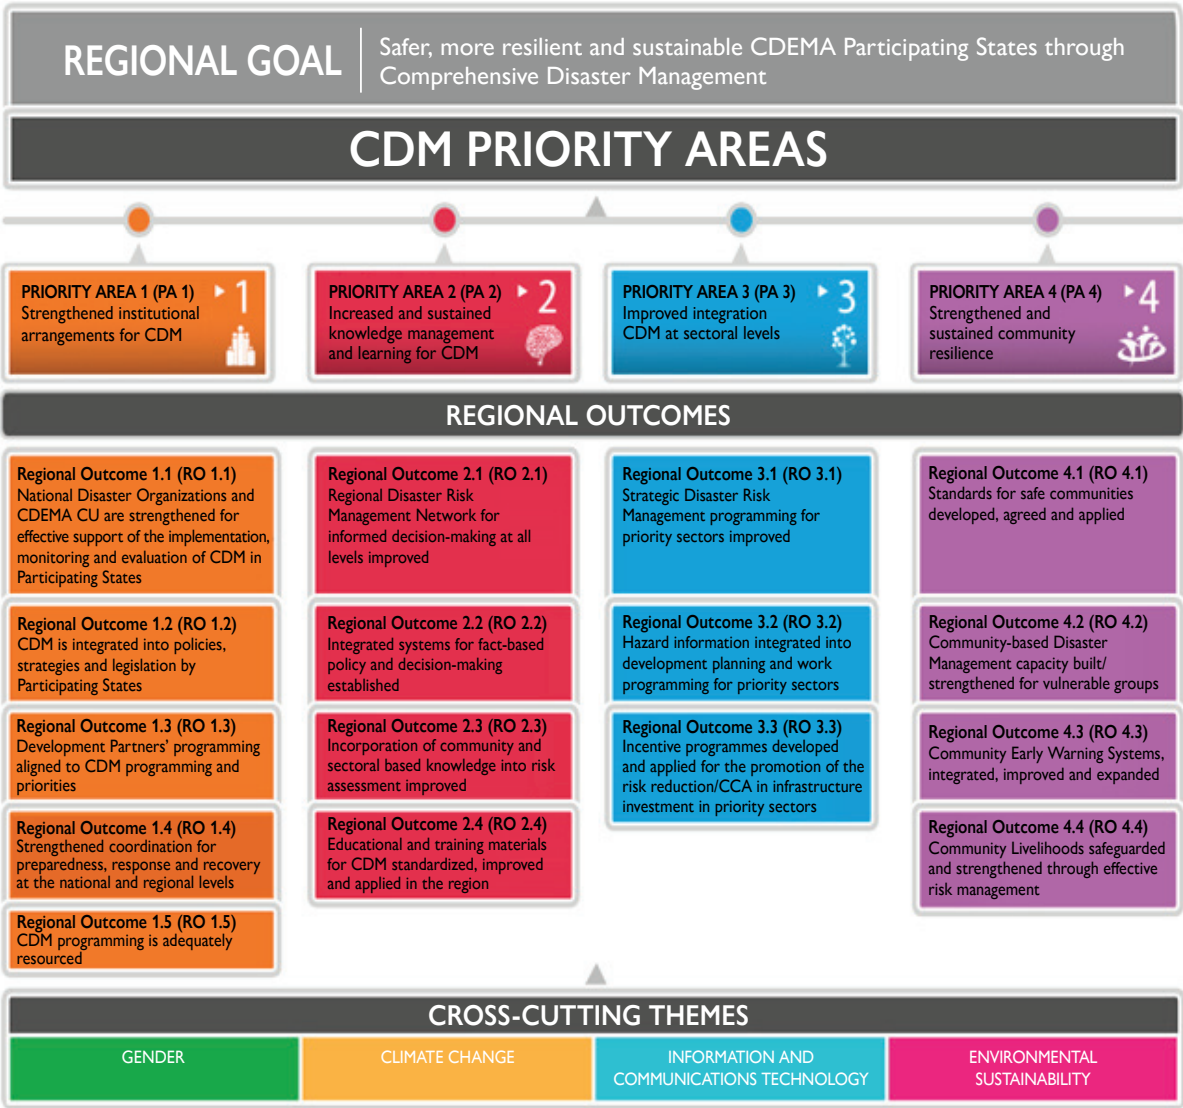 REGIONAL GOAL
Safer, more resilient and sustainable CDEMA Participating States through
Comprehensive Disaster Management
CDM PRIORITY AREAS
PRIORITY AREA 1 (PA 1)
Strengthened institutional
arrangements for CDM
1
PRIORITY AREA 2 (PA 2)
Increased and sustained
knowledge management
and learning for CDM
2
PRIORITY AREA 3 (PA 3)
Improved integration
CDM at sectoral levels
3
PRIORITY AREA 4 (PA 4)
Strengthened and
sustained community
resilience
4
REGIONAL OUTCOMES
Regional Outcome 1.1 (RO 1.1)
National Disaster Organizations and
CDEMA CU are strengthened for
effective support of the implementation,
monitoring and evaluation of CDM in
Participating States
Regional Outcome 1.2 (RO 1.2)
CDM is integrated into policies,
strategies and legislation by
Participating States
Regional Outcome 1.3 (RO 1.3)
Development Partners' programming
aligned to CDM programming and
priorities
Regional Outcome 1.4 (RO 1.4)
Strengthened coordination for
preparedness, response and recovery
at the national and regional levels
Regional Outcome 1.5 (RO 1.5)
CDM programming is adequately
resourced
Regional Outcome 2.1 (RO 2.1)
Regional Disaster Risk
Management Network for
informed decision-making at all
levels improved
Regional Outcome 2.2 (RO 2.2)
Integrated systems for fact-based
policy and decision-making
established
Regional Outcome 2.3 (RO 2.3)
Incorporation of community and
sectoral based knowledge into risk
assessment improved
Regional Outcome 2.4 (RO 2.4)
Educational and training materials
for CDM standardized, improved
and applied in the region
Regional Outcome 3.1 (RO 3.1)
Strategic Disaster Risk
Management programming for
priority sectors improved
Regional Outcome 3.2 (RO 3.2)
Hazard information integrated into
development planning and work
programming for priority sectors
Regional Outcome 3.3 (RO 3.3)
Incentive programmes developed
and applied for the promotion of the
risk reduction/CCA in infrastructure
investment in priority sectors
Regional Outcome 4.1 (RO 4.1)
Standards for safe communities
developed, agreed and applied
Regional Outcome 4.2 (RO 4.2)
Community-based Disaster
Management capacity built/
strengthened for vulnerable groups
Regional Outcome 4.3 (RO 4.3)
Community Early Warning Systems,
integrated, improved and expanded
Regional Outcome 4.4 (RO 4.4)
Community Livelihoods safeguarded
and strengthened through effective
risk management
CROSS-CUTTING THEMES
GENDER
CLIMATE CHANGE
INFORMATION AND
COMMUNICATIONS TECHNOLOGY
ENVIRONMENTAL
SUSTAINABILITY